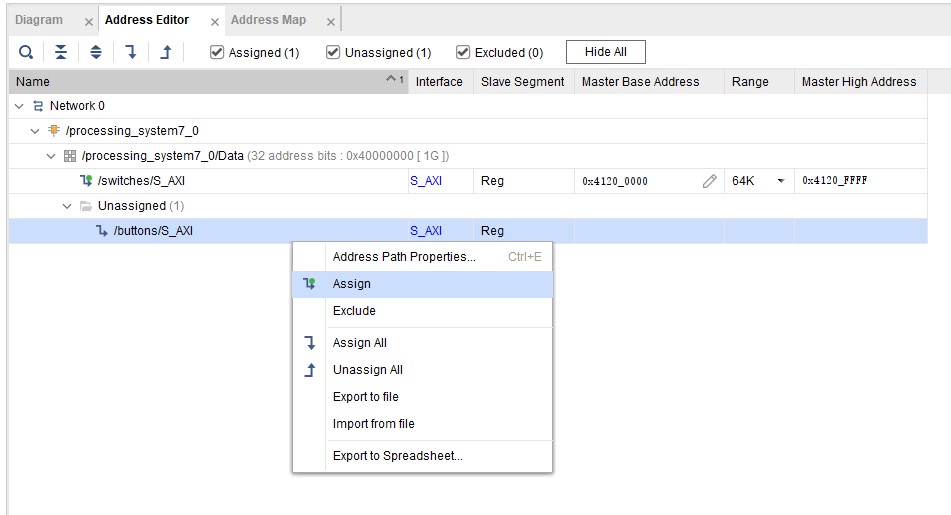 Diagram × Address Editor × Address Map ×
Assigned (1) Unassigned (1) Excluded (0) Hide All
Name ^1 Interface Slave Segment Master Base Address Range Master High Address
Network 0
/processing_system7_0
/processing_system7_0/Data (32 address bits : 0x40000000 [ 1G ])
/switches/S_AXI S_AXI Reg 0x4120_0000 64K 0x4120_FFFF
Unassigned (1)
/buttons/S_AXI S_AXI Reg
Address Path Properties... Ctrl+E
Assign
Exclude
Assign All
Unassign All
Export to file
Import from file
Export to Spreadsheet...